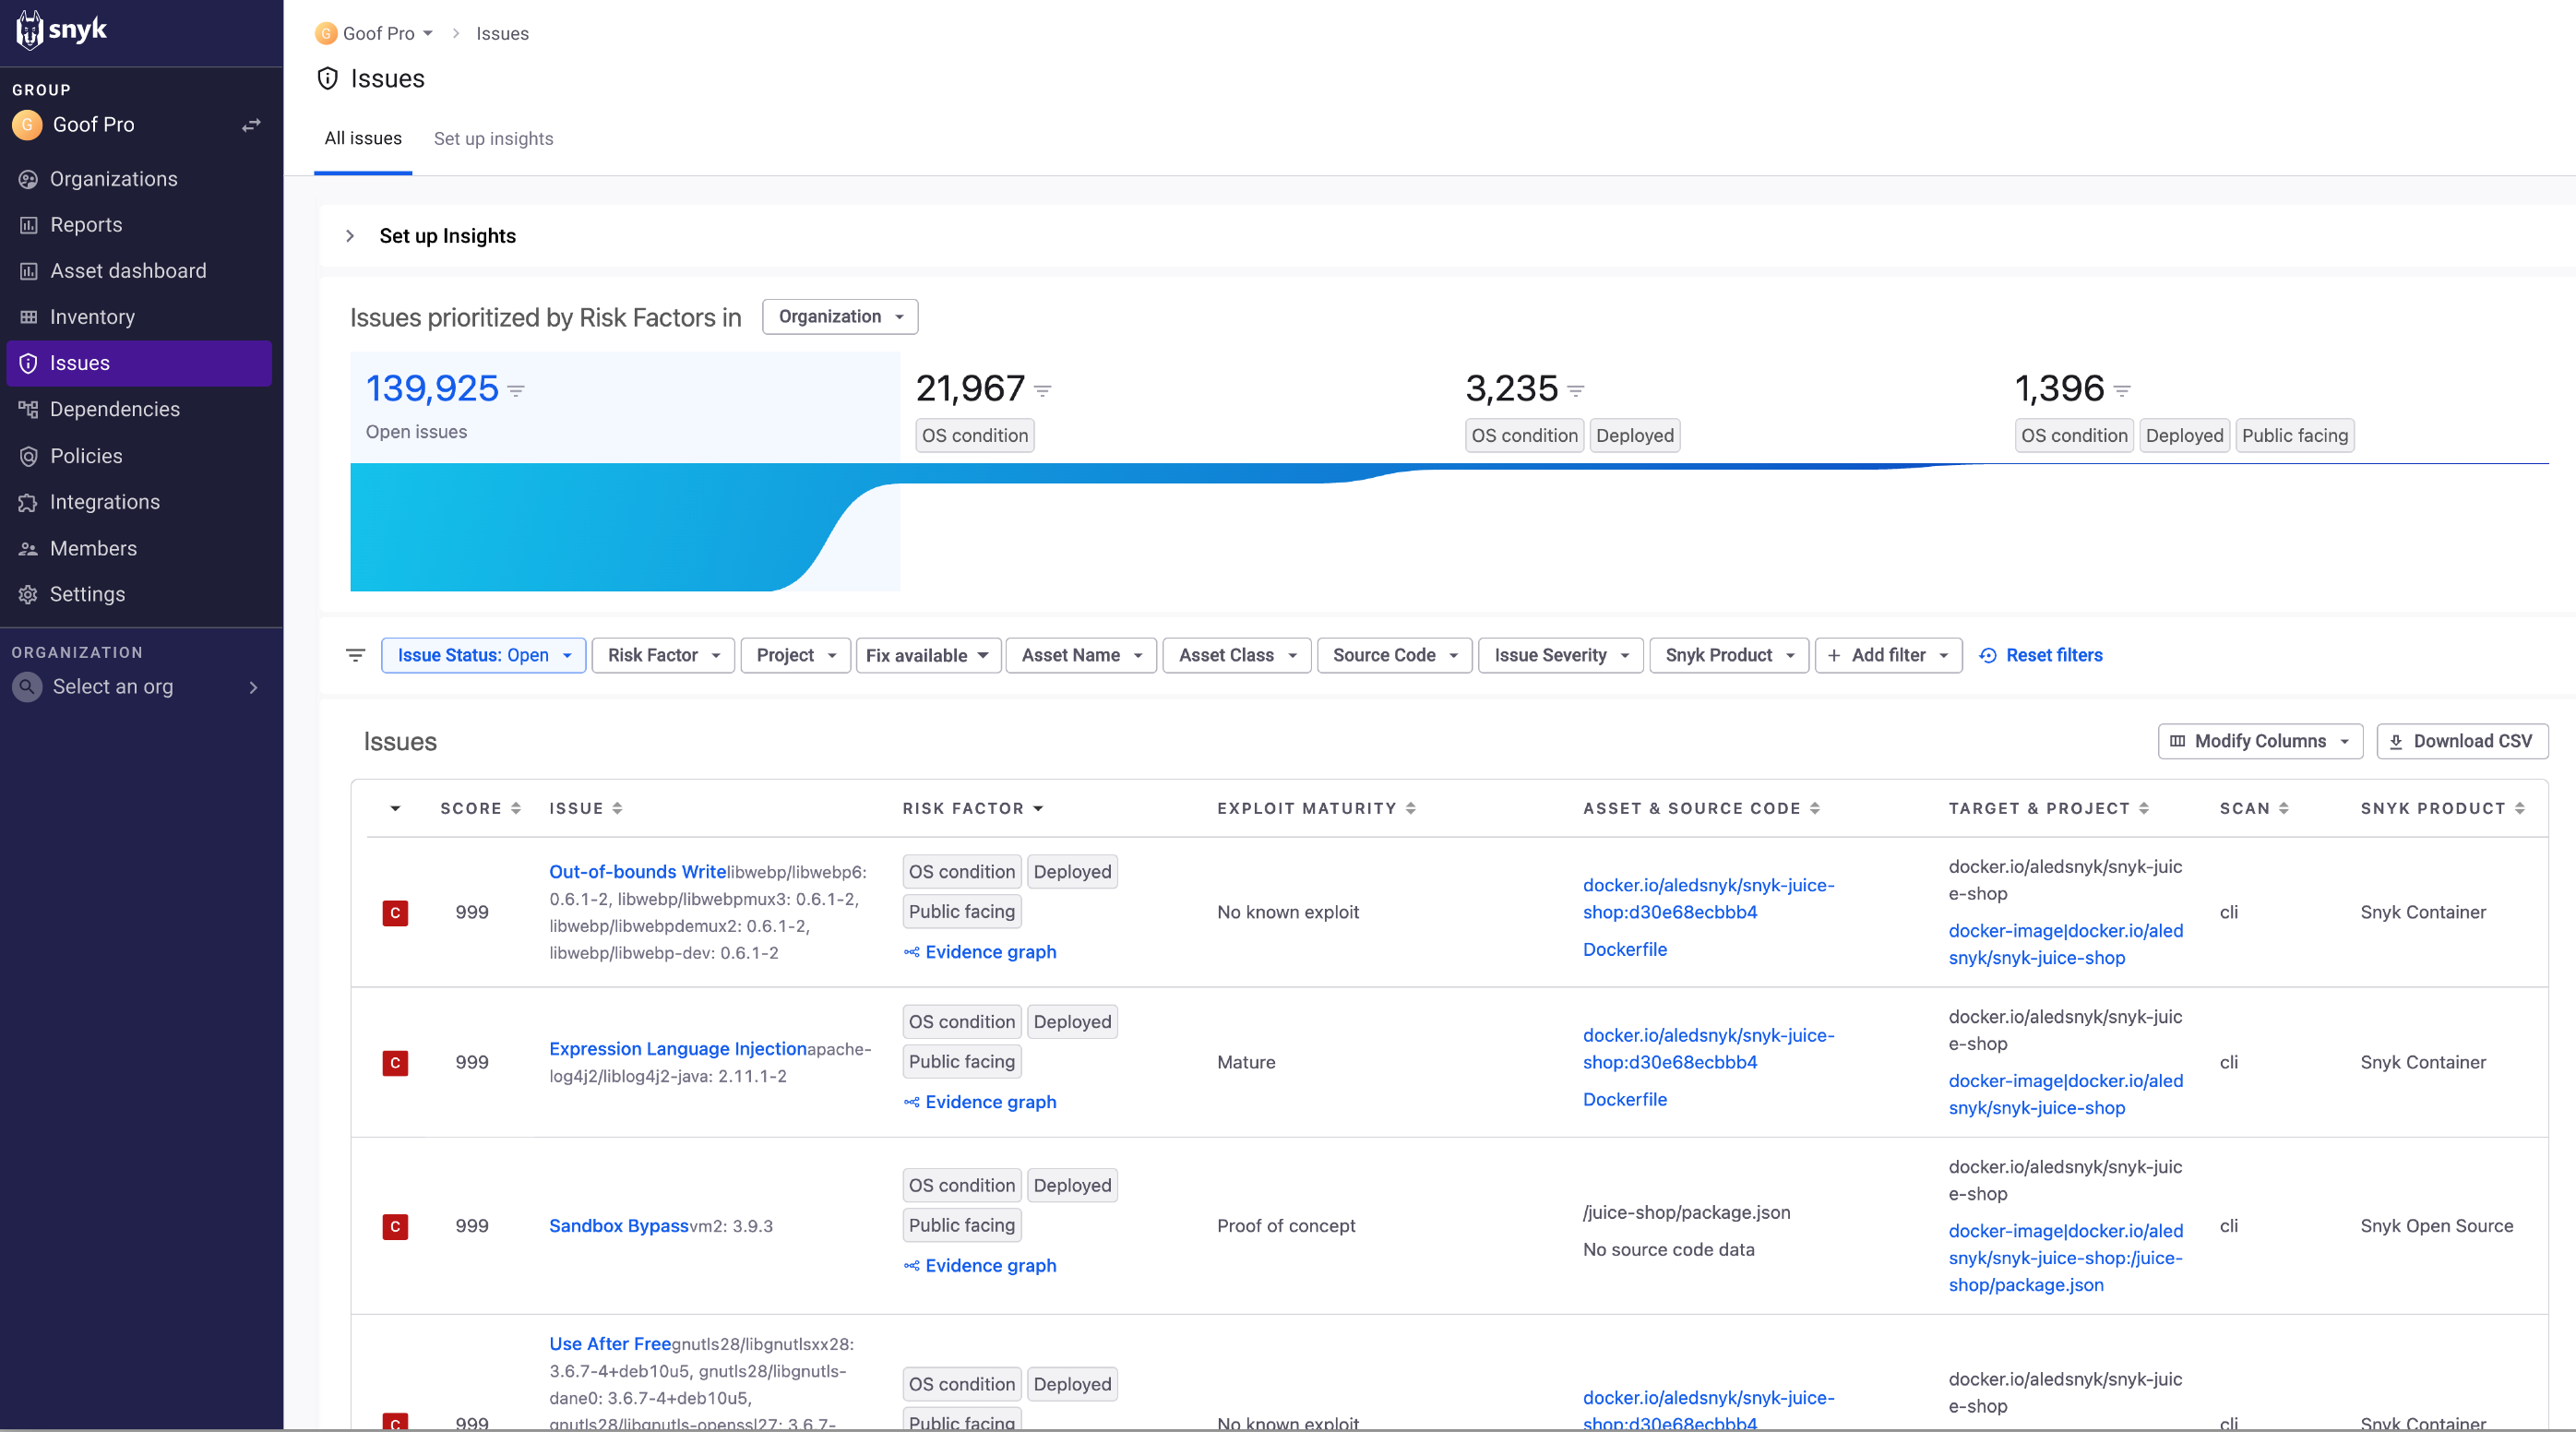 snyk
GROUP
G Goof Pro
Organizations
Reports
Asset dashboard
Inventory
Issues
Dependencies
Policies
Integrations
Members
Settings
ORGANIZATION
Select an org
G Goof Pro > Issues
Issues
All issues Set up insights
Set up Insights
Issues prioritized by Risk Factors in Organization
139,925
Open issues
21,967
OS condition
3,235
OS condition Deployed
1,396
OS condition Deployed Public facing
Issue Status: Open Risk Factor Project Fix available Asset Name Asset Class Source Code Issue Severity Snyk Product + Add filter Reset filters
Issues Modify Columns Download CSV
SCORE ISSUE RISK FACTOR EXPLOIT MATURITY ASSET & SOURCE CODE TARGET & PROJECT SCAN SNYK PRODUCT
C
999
Out-of-bounds Writelibwebp/libwebp6:
0.6.1-2, libwebp/libwebpmux3: 0.6.1-2,
libwebp/libwebpdemux2: 0.6.1-2,
libwebp/libwebp-dev: 0.6.1-2
OS condition Deployed
Public facing
Evidence graph
No known exploit
docker.io/aledsnyk/snyk-juice-
shop:d30e68ecbbb4
Dockerfile
docker.io/aledsnyk/snyk-juic
e-shop
docker-image|docker.io/aled
snyk/snyk-juice-shop
cli
Snyk Container
C
999
Expression Language Injectionapache-
log4j2/liblog4j2-java: 2.11.1-2
OS condition Deployed
Public facing
Evidence graph
Mature
docker.io/aledsnyk/snyk-juice-
shop:d30e68ecbbb4
Dockerfile
docker.io/aledsnyk/snyk-juic
e-shop
docker-image|docker.io/aled
snyk/snyk-juice-shop
cli
Snyk Container
C
999
Sandbox Bypassvm2: 3.9.3
OS condition Deployed
Public facing
Evidence graph
Proof of concept
/juice-shop/package.json
No source code data
docker.io/aledsnyk/snyk-juic
e-shop
docker-image|docker.io/aled
snyk/snyk-juice-shop:/juice-
shop/package.json
cli
Snyk Open Source
C
999
Use After Freegnutls28/libgnutlsxx28:
3.6.7-4+deb10u5, gnutls28/libgnutls-
dane0: 3.6.7-4+deb10u5,
gnutls28/libgnutls-openssl27: 3.6.7-
OS condition Deployed
Public facing
No known exploit
docker.io/aledsnyk/snyk-juice-
shop:d30e68ecbbb4
docker.io/aledsnyk/snyk-juic
e-shop
cli
Snyk Container